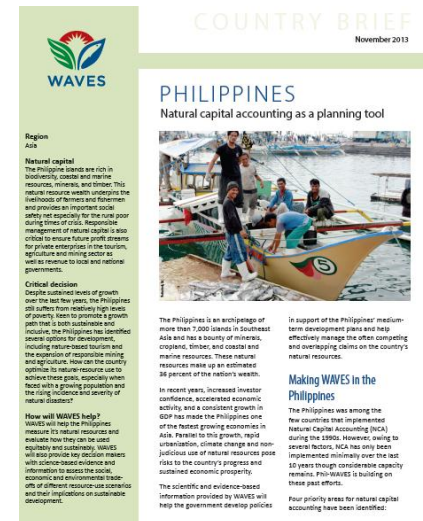 COUNTRY BRIEF
November 2013
WAVES
PHILIPPINES
Natural capital accounting as a planning tool
Region
Asia
Natural capital
The Philippine islands are rich in
biodiversity, coastal and marine
resources, minerals, and timber. This
natural resource wealth underpins the
livelihoods of farmers and fishermen
and provides an important social
safety net especially for the rural poor
during times of crisis. Responsible
management of natural capital is also
critical to ensure future profit streams
for private enterprises in the tourism,
agriculture and mining sector as
well as revenue to local and national
governments.
Critical decision
Despite sustained levels of growth
over the last few years, the Philippines
still suffers from relatively high levels
of poverty. Keen to promote a growth
path that is both sustainable and
inclusive, the Philippines has identified
several options for development,
including nature-based tourism and
the expansion of responsible mining
and agriculture. How can the country
optimize its natural-resource use to
achieve these goals, especially when
faced with a growing population and
the rising incidence and severity of
natural disasters?
How will WAVES help?
WAVES will help the Philippines
measure it's natural resources and
evaluate how they can be used
equitably and sustainably. WAVES
will also provide key decision makers
with science-based evidence and
information to assess the social,
economic and environmental trade-
offs of different resource-use scenarios
and their implications on sustainable
development.
5
The Philippines is an archipelago of
more than 7,000 islands in Southeast
Asia and has a bounty of minerals,
cropland, timber, and coastal and
marine resources. These natural
resources make up an estimated
36 percent of the nation's wealth.
In recent years, increased investor
confidence, accelerated economic
activity, and a consistent growth in
GDP has made the Philippines one
of the fastest growing economies in
Asia. Parallel to this growth, rapid
urbanization, climate change and non-
judicious use of natural resources pose
risks to the country's progress and
sustained economic prosperity.
The scientific and evidence-based
information provided by WAVES will
help the government develop policies
in support of the Philippines' medium-
term development plans and help
effectively manage the often competing
and overlapping claims on the country's
natural resources.
Making WAVES in the
Philippines
The Philippines was among the
few countries that implemented
Natural Capital Accounting (NCA)
during the 1990s. However, owing to
several factors, NCA has only been
implemented minimally over the last
10 years though considerable capacity
remains. Phil-WAVES is building on
these past efforts.
Four priority areas for natural capital
accounting have been identified: